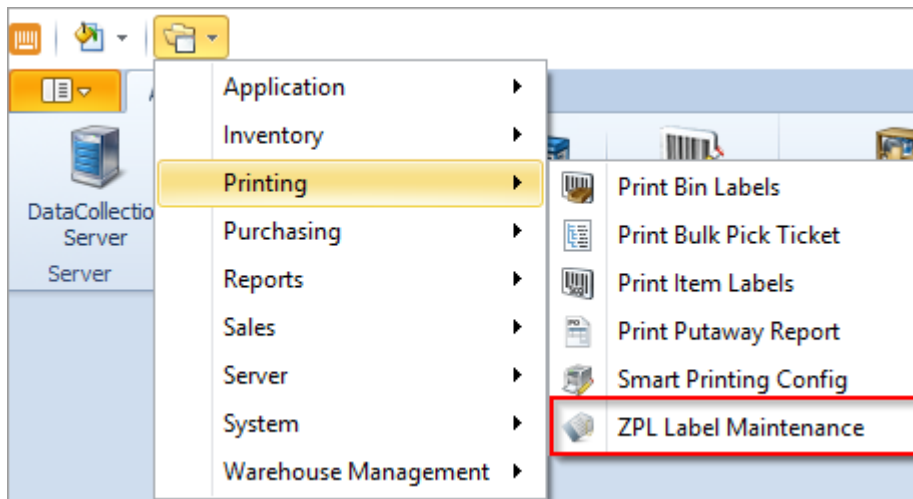 Application
Inventory
Printing
Purchasing
Reports
Sales
Server
System
Warehouse Management
Print Bin Labels
Print Bulk Pick Ticket
Print Item Labels
Print Putaway Report
Smart Printing Config
ZPL Label Maintenance
DataCollectio
Server
Server